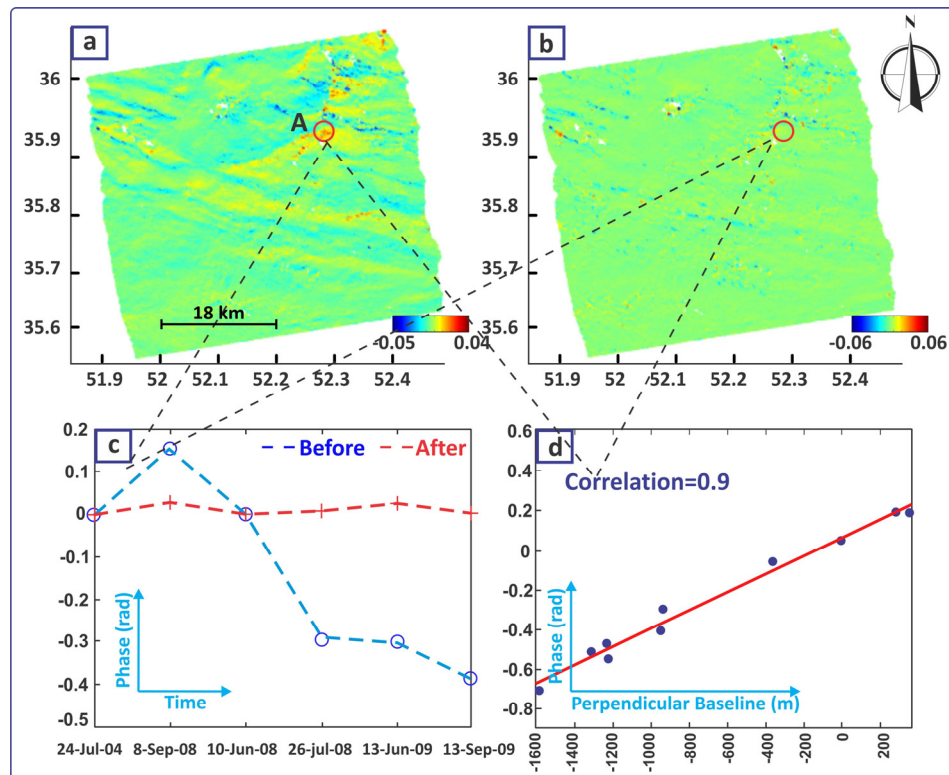 a
b
N
36
35.9
35.8
35.7
35.6
A
18 km
-0.05 0.04
51.9 52 52.1 52.2 52.3 52.4
36
35.9
35.8
35.7
35.6
-0.06 0.06
51.9 52 52.1 52.2 52.3 52.4
c
Before After
0.2
0.1
0
-0.1
-0.2
-0.3
-0.4
-0.5
Phase (rad)
Time
24-Jul-04 8-Sep-08 10-Jun-08 26-jul-08 13-Jun-09 13-Sep-09
d
Correlation=0.9
0.6
0.4
0.2
0
-0.2
-0.4
-0.6
-0.8
Phase (rad)
Perpendicular Baseline (m)
-1600 -1400 -1200 -1000 -800 -600 -400 -200 0 200